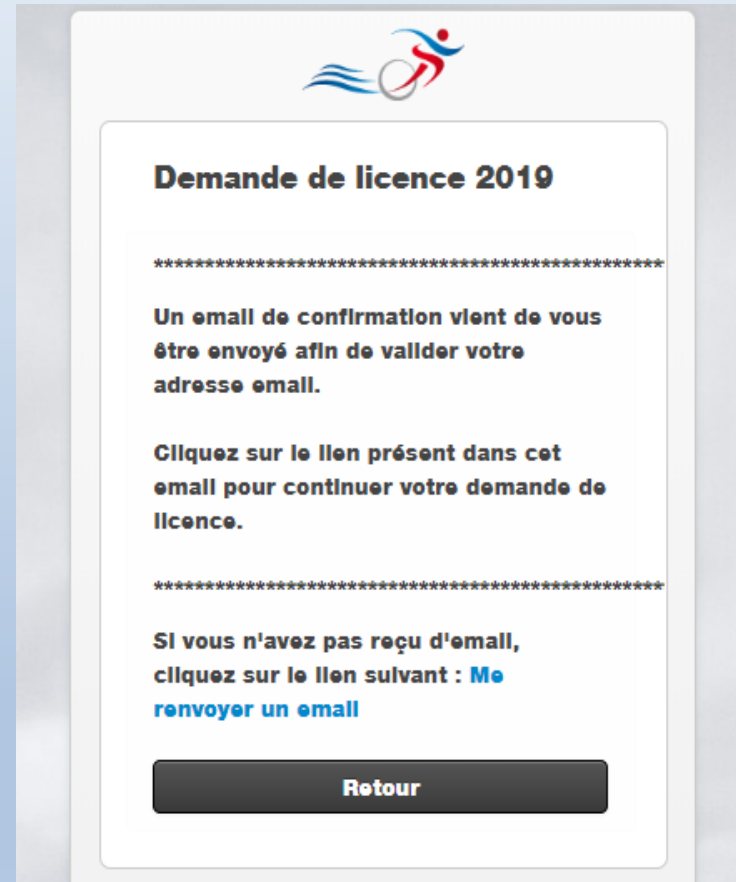 Demande de licence 2019
**************************************************
Un email de confirmation vient de vous
être envoyé afin de valider votre
adresse email.
Cliquez sur le lien présent dans cet
email pour continuer votre demande de
licence.
**************************************************
Si vous n'avez pas reçu d'email,
cliquez sur le lien suivant : Me
renvoyer un email
Retour